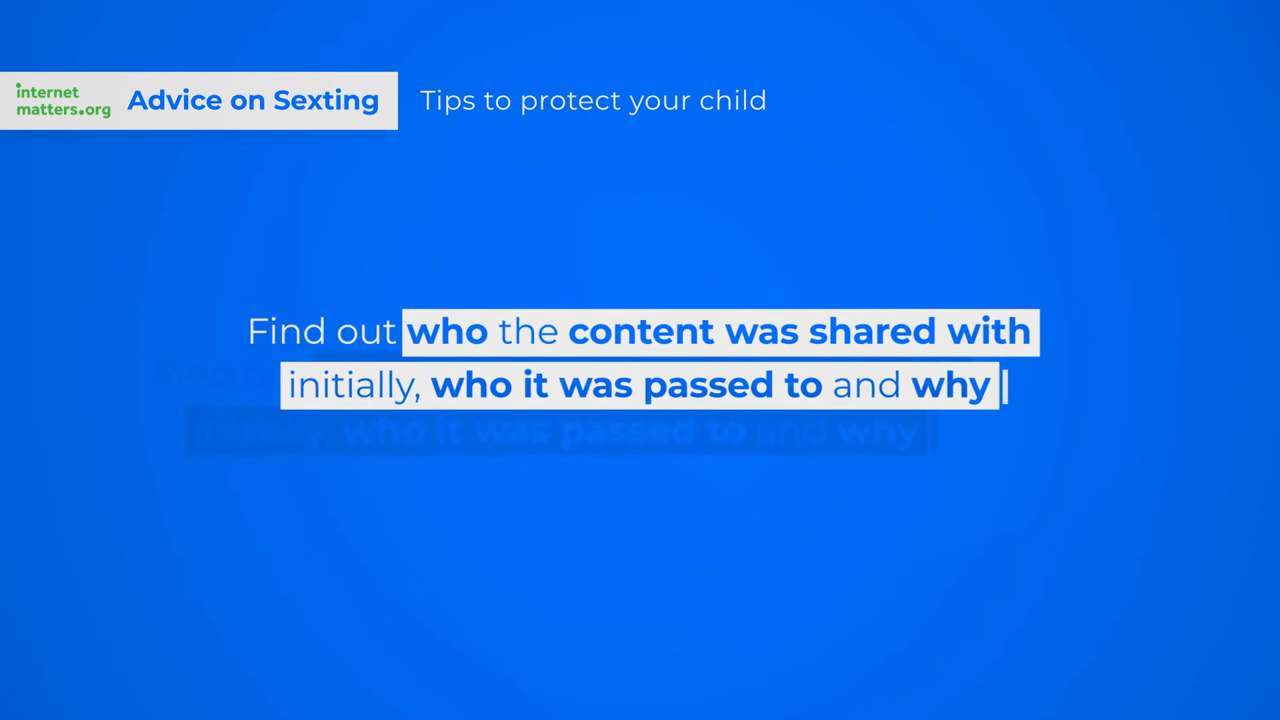 internet
matters.org
Advice on Sexting
Tips to protect your child
Find out who the content was shared with
initially, who it was passed to and why